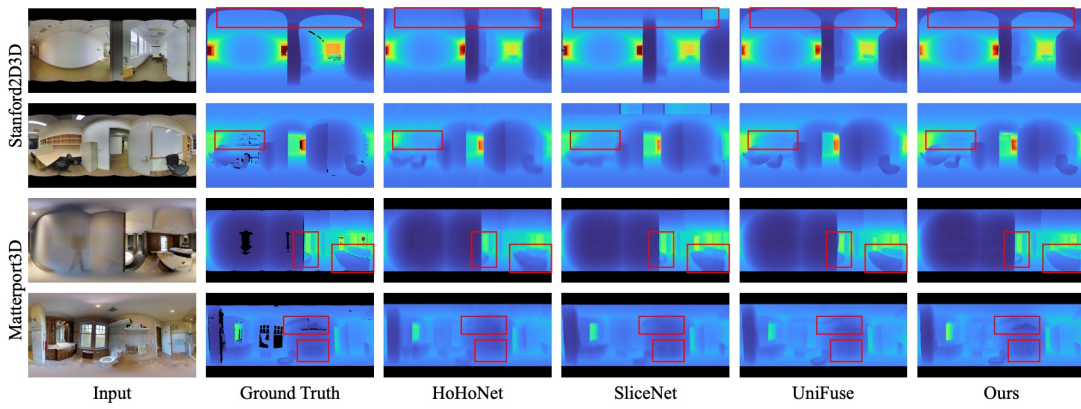 Stanford2D3D
Matterport3D
Input Ground Truth HoHoNet SliceNet UniFuse Ours